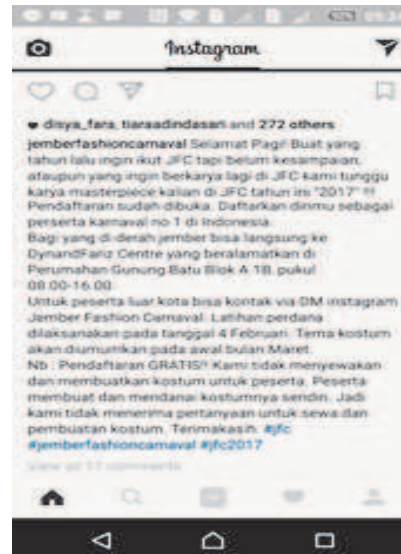 Instagram
disya_fara, tiaraadindasari and 272 others
jemberfashioncarnaval Selamat Pagi! Buat yang
tahun lalu ingin ikut JFC tapi belum kesampaian,
ataupun yang ingin berkarya lagi di JFC kami tunggu
karya masterpiece kalian di JFC tahun ini "2017" !!!
Pendaftaran sudah dibuka. Daftarkan dirimu sebagai
perserta karnaval no 1 di Indonesia.
Bagi yang di derah jember bisa langsung ke
DynandFariz Centre yang beralamatkan di
Perumahan Gunung Batu Blok A 1B, pukul
08.00-16.00.
Untuk peserta luar kota bisa kontak via DM instagram
Jember Fashion Carnaval. Latihan perdana
dilaksanakan pada tanggal 4 Februari. Tema kostum
akan diumumkan pada awal bulan Maret.
Nb : Pendaftaran GRATIS!! Kami tidak menyewakan
dan membuatkan kostum untuk peserta. Peserta
membuat dan mendanai kostumnya sendiri. Jadi
kami tidak menerima pertanyaan untuk sewa dan
pembuatan kostum. Terimakasih. #jfc
#jemberfashioncarnaval #jfc2017
View all 11 comments